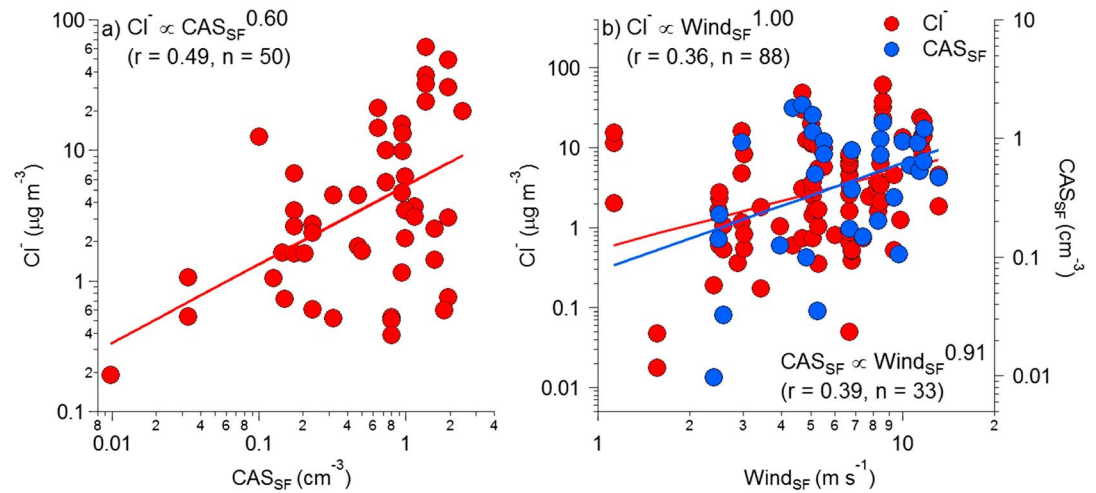 a) Cl⁻ ∝ CAS_SF^0.60
(r = 0.49, n = 50)
100
6
4
2
10
6
4
2
1
6
4
2
0.1
Cl⁻ (µg m⁻³)
0.01 2 4 6 8 0.1 2 4 6 8 1 2 4
CAS_SF (cm⁻³)
b) Cl⁻ ∝ Wind_SF^1.00
(r = 0.36, n = 88)
Cl⁻
CAS_SF
100
10
1
0.1
0.01
Cl⁻ (µg m⁻³)
10
1
0.1
0.01
CAS_SF (cm⁻³)
CAS_SF ∝ Wind_SF^0.91
(r = 0.39, n = 33)
1 2 3 4 5 6 7 8 9 10 2
Wind_SF (m s⁻¹)